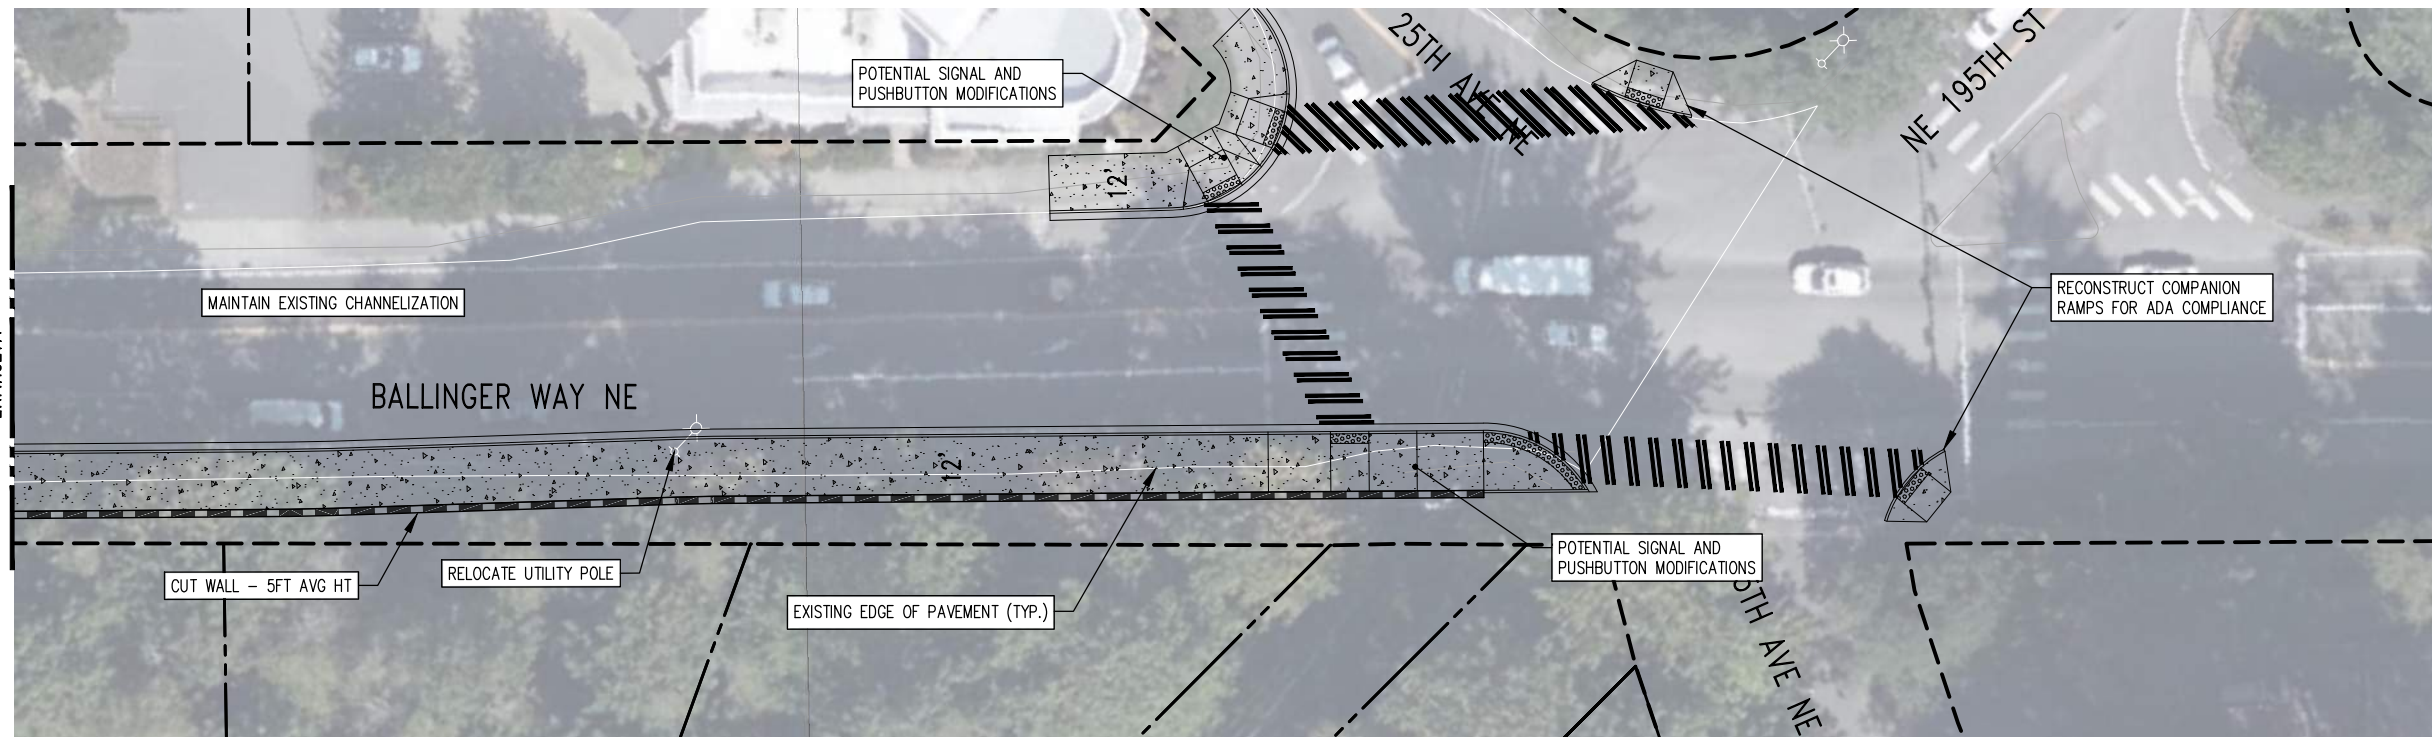 25TH AVE NE
NE 195TH ST
POTENTIAL SIGNAL AND
PUSHBUTTON MODIFICATIONS
12'
MAINTAIN EXISTING CHANNELIZATION
RECONSTRUCT COMPANION
RAMPS FOR ADA COMPLIANCE
BALLINGER WAY NE
12'
CUT WALL – 5FT AVG HT
RELOCATE UTILITY POLE
EXISTING EDGE OF PAVEMENT (TYP.)
POTENTIAL SIGNAL AND
PUSHBUTTON MODIFICATIONS
5TH AVE NE